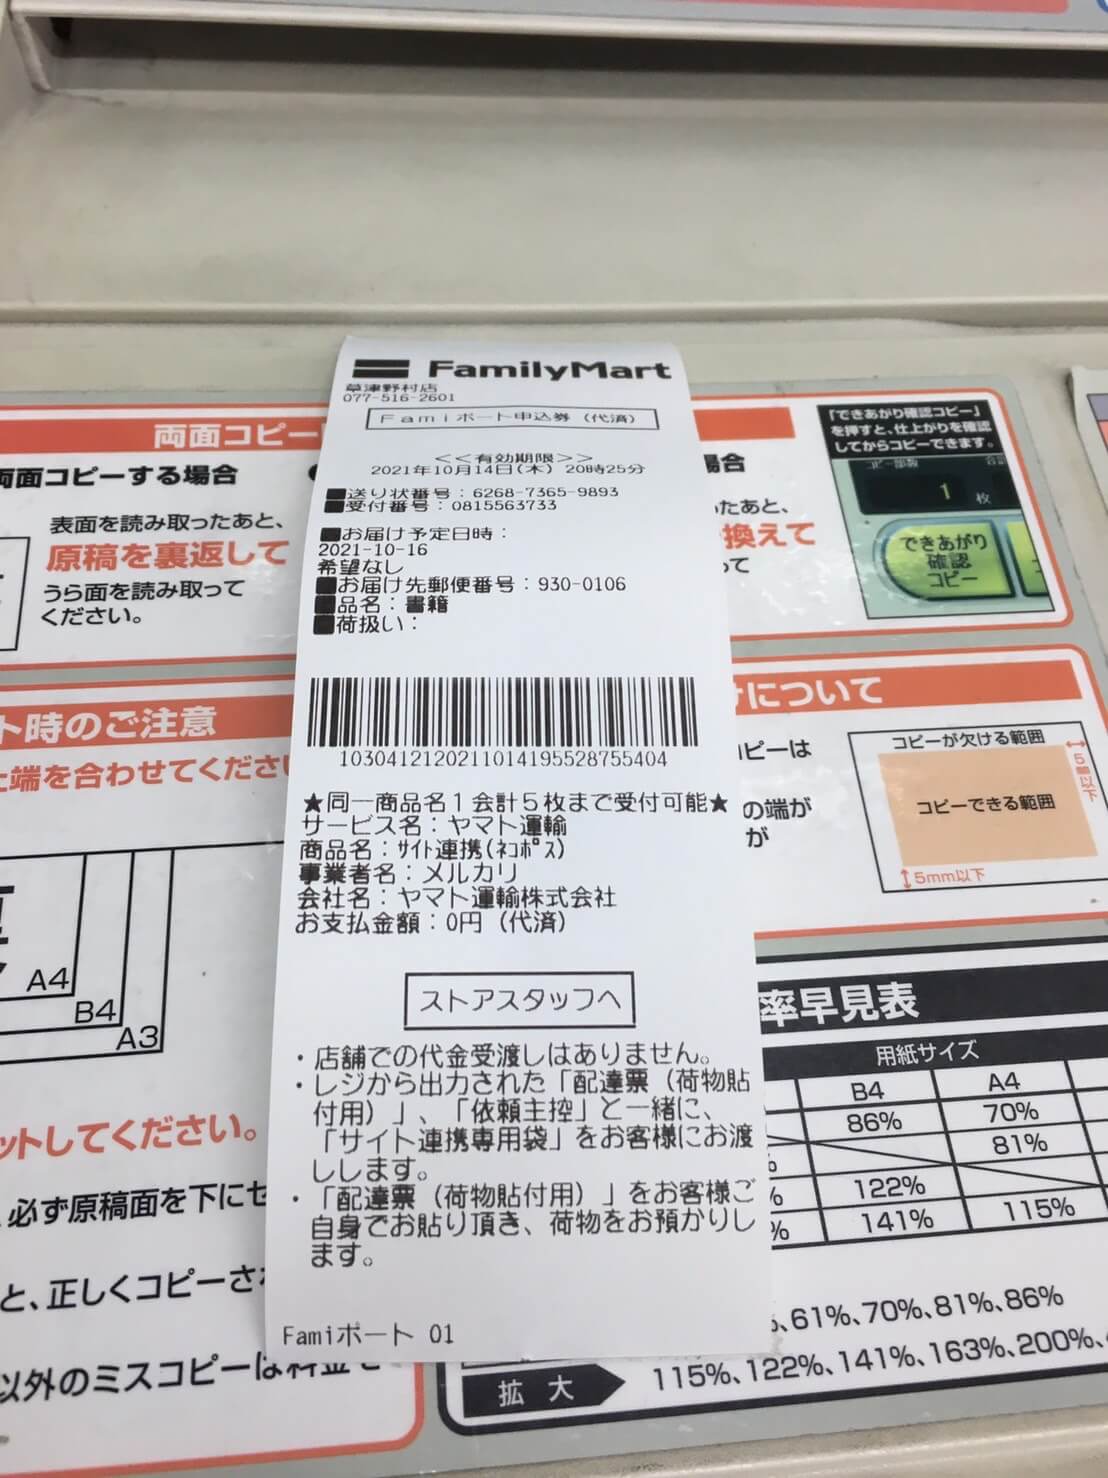 FamilyMart
草津野村店
077-516-2601
Famiポート申込券(代済)
<<有効期限>>
2021年10月14日(木) 20時25分
■送り状番号:6268-7365-9893
■受付番号:0815563733
■お届け予定日時:
2021-10-16
希望なし
■お届け先郵便番号:930-0106
■品名:書籍
■荷扱い:
1030412120211014195528755404
★同一商品名1会計5枚まで受付可能★
サービス名:ヤマト運輸
商品名:ｻｲﾄ連携(ﾈｺﾎﾟｽ)
事業者名:メルカリ
会社名:ヤマト運輸株式会社
お支払金額:0円(代済)
ストアスタッフへ
・店舗での代金受渡しはありません。
・レジから出力された「配達票(荷物貼
付用)」、「依頼主控」と一緒に、
「サイト連携専用袋」をお客様にお渡
しします。
・「配達票(荷物貼付用)」をお客様ご
自身でお貼り頂き、荷物をお預かりし
ます。
Famiポート 01
両面コピー
両面コピーする場合
表面を読み取ったあと、
原稿を裏返して
うら面を読み取って
ください。
ト時のご注意
上端を合わせてくださ
A4
B4
A3
ットしてください。
、必ず原稿面を下にセ
と、正しくコピーさ
以外のミスコピーは料金
場合
ったあと、
換えて
って
「できあがり確認コピー」
を押すと、仕上がりを確認
してからコピーできます。
1 枚
できあがり
確認
コピー
について
コピーは
の端が
が
コピーが欠ける範囲
コピーできる範囲
5mm以下
5mm以下
率早見表
用紙サイズ
B4 A4
86% 70%
81%
122%
141% 115%
、61%、70%、81%、86%
拡大
115%、122%、141%、163%、200%